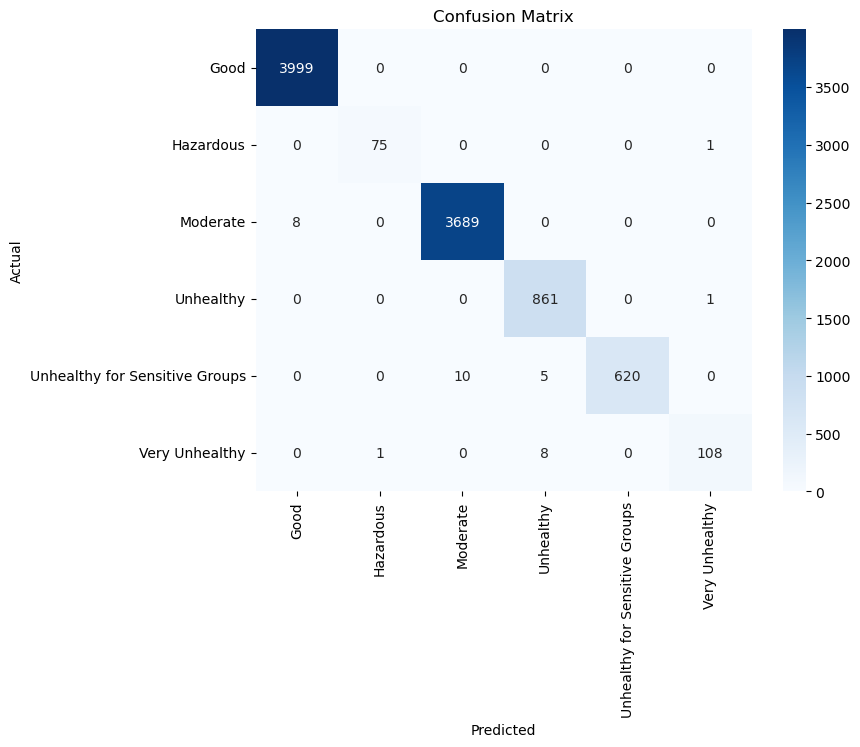 Confusion Matrix
Good
3999 0 0 0 0 0
Hazardous
0 75 0 0 0 1
Moderate
8 0 3689 0 0 0
Unhealthy
0 0 0 861 0 1
Unhealthy for Sensitive Groups
0 0 10 5 620 0
Very Unhealthy
0 1 0 8 0 108
Actual
Good
Hazardous
Moderate
Unhealthy
Unhealthy for Sensitive Groups
Very Unhealthy
Predicted
3500
3000
2500
2000
1500
1000
500
0